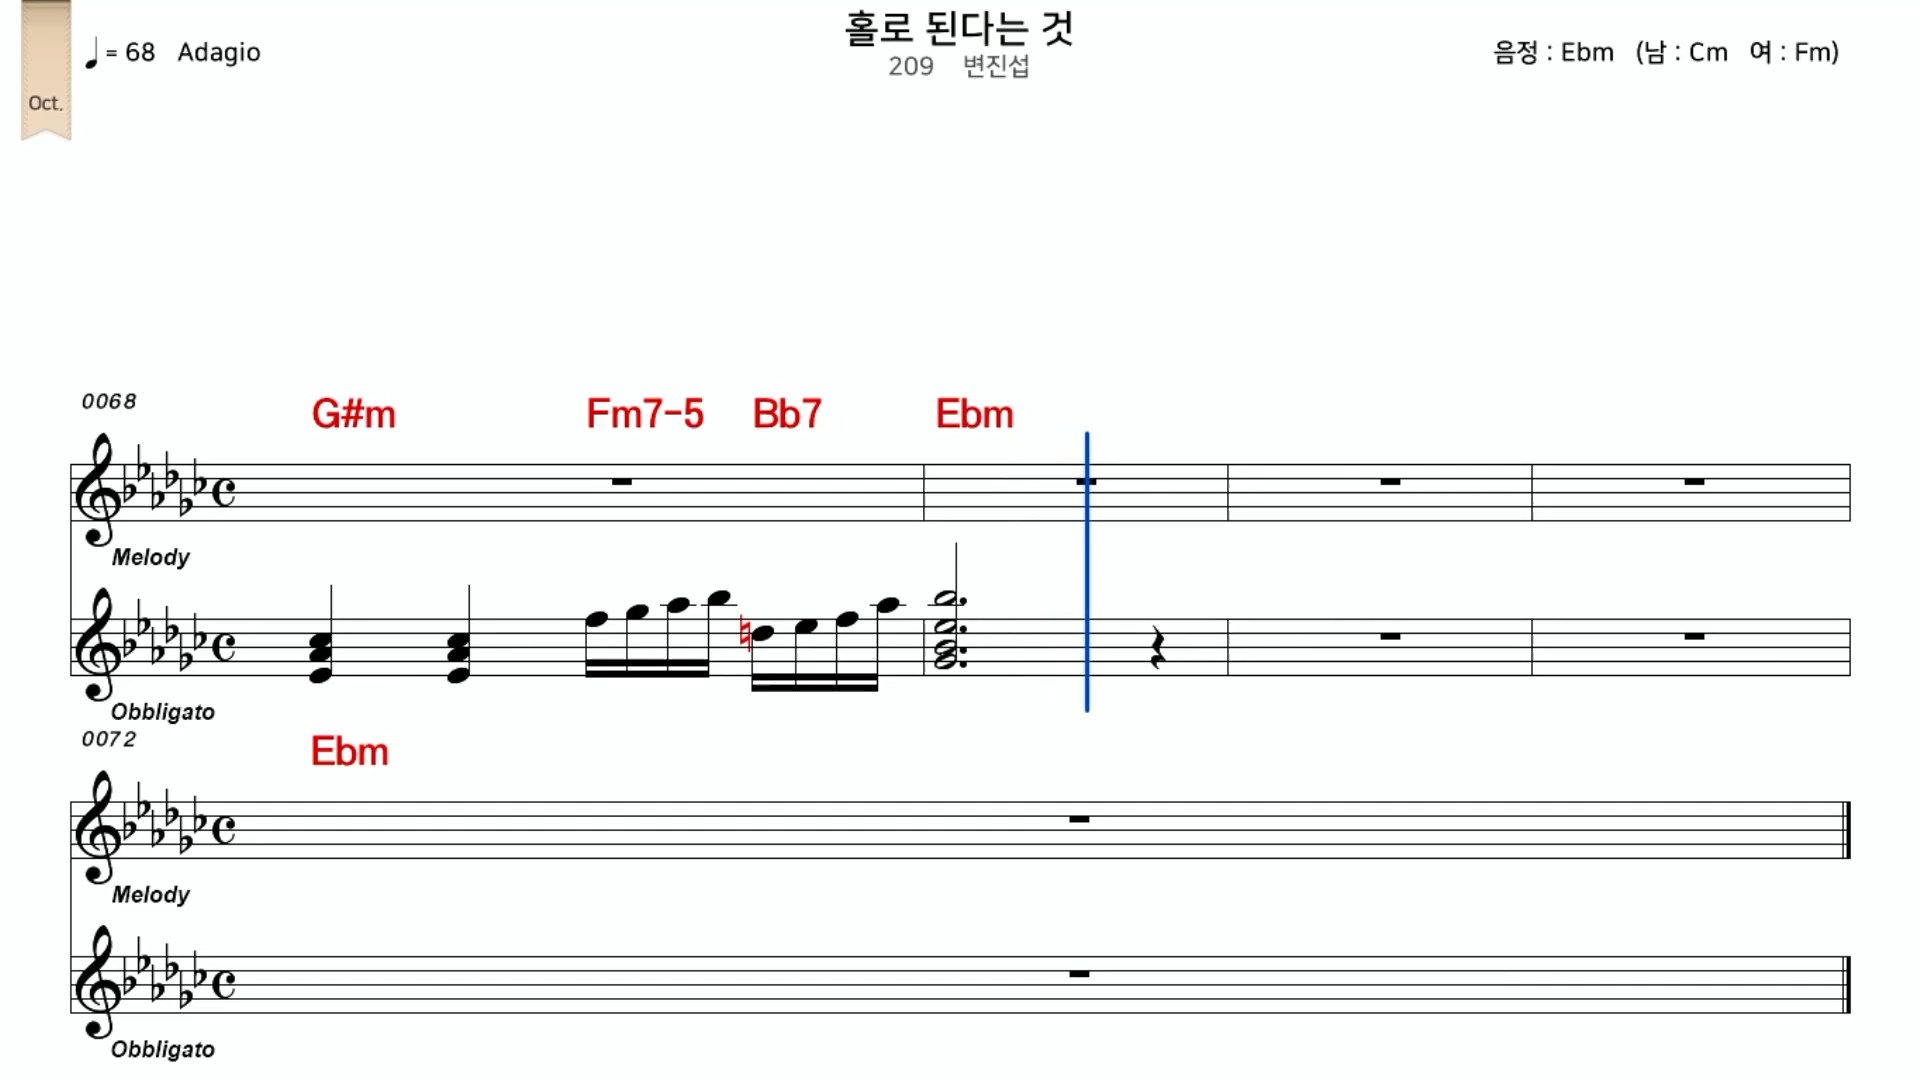 홀로 된다는 것
♩= 68 Adagio
209 변진섭
음정 : Ebm (남 : Cm 여 : Fm)
Oct.
0068
G#m Fm7-5 Bb7 Ebm
Melody
Obbligato
0072
Ebm
Melody
Obbligato